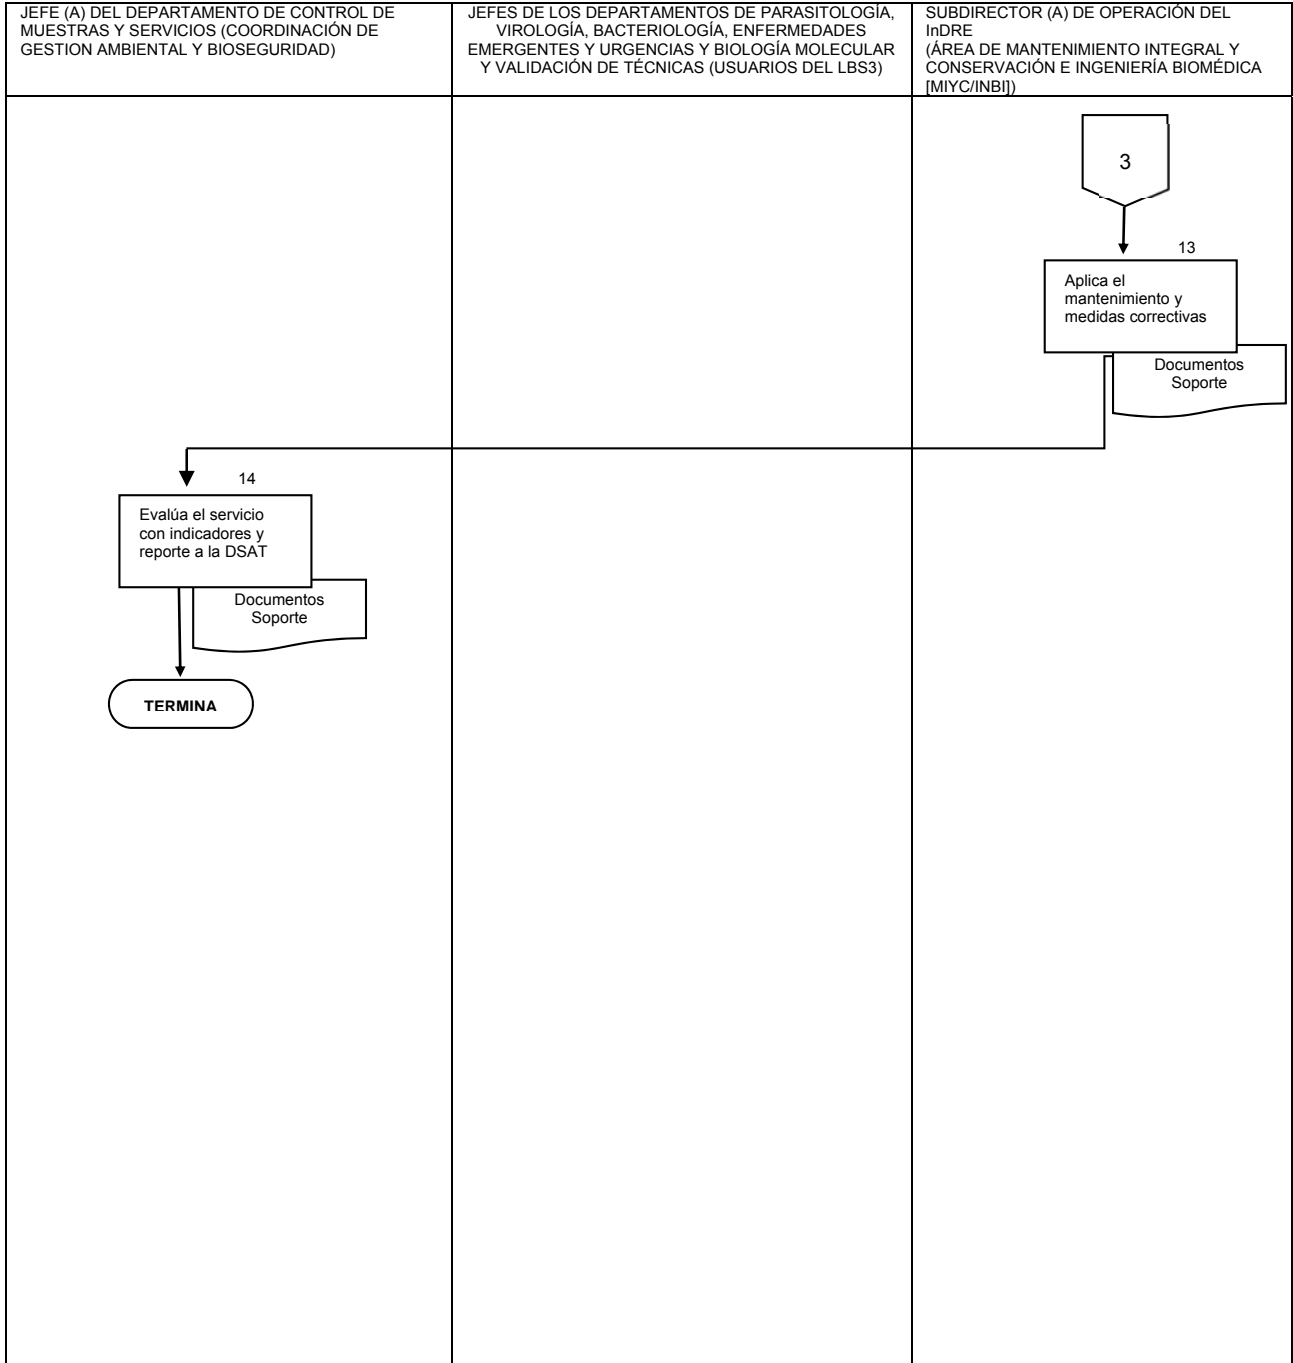 JEFE (A) DEL DEPARTAMENTO DE CONTROL DE
MUESTRAS Y SERVICIOS (COORDINACIÓN DE
GESTION AMBIENTAL Y BIOSEGURIDAD)
JEFES DE LOS DEPARTAMENTOS DE PARASITOLOGÍA,
VIROLOGÍA, BACTERIOLOGÍA, ENFERMEDADES
EMERGENTES Y URGENCIAS Y BIOLOGÍA MOLECULAR
Y VALIDACIÓN DE TÉCNICAS (USUARIOS DEL LBS3)
SUBDIRECTOR (A) DE OPERACIÓN DEL
InDRE
(ÁREA DE MANTENIMIENTO INTEGRAL Y
CONSERVACIÓN E INGENIERÍA BIOMÉDICA
[MIYC/INBI])
3
13
Aplica el
mantenimiento y
medidas correctivas
Documentos
Soporte
14
Evalúa el servicio
con indicadores y
reporte a la DSAT
Documentos
Soporte
TERMINA